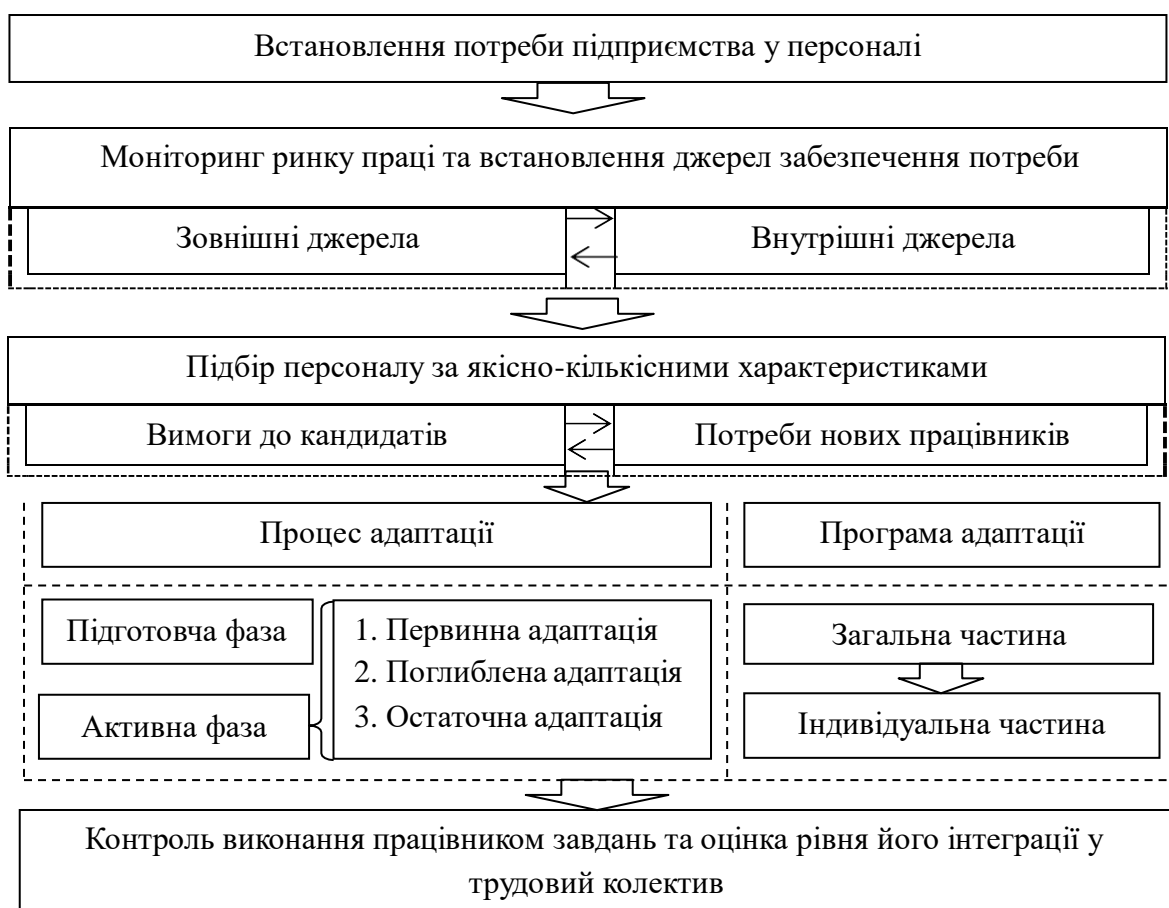 Встановлення потреби підприємства у персоналі
Моніторинг ринку праці та встановлення джерел забезпечення потреби
Зовнішні джерела
Внутрішні джерела
Підбір персоналу за якісно-кількісними характеристиками
Вимоги до кандидатів
Потреби нових працівників
Процес адаптації
Програма адаптації
Підготовча фаза
Активна фаза
1. Первинна адаптація
2. Поглиблена адаптація
3. Остаточна адаптація
Загальна частина
Індивідуальна частина
Контроль виконання працівником завдань та оцінка рівня його інтеграції у
трудовий колектив